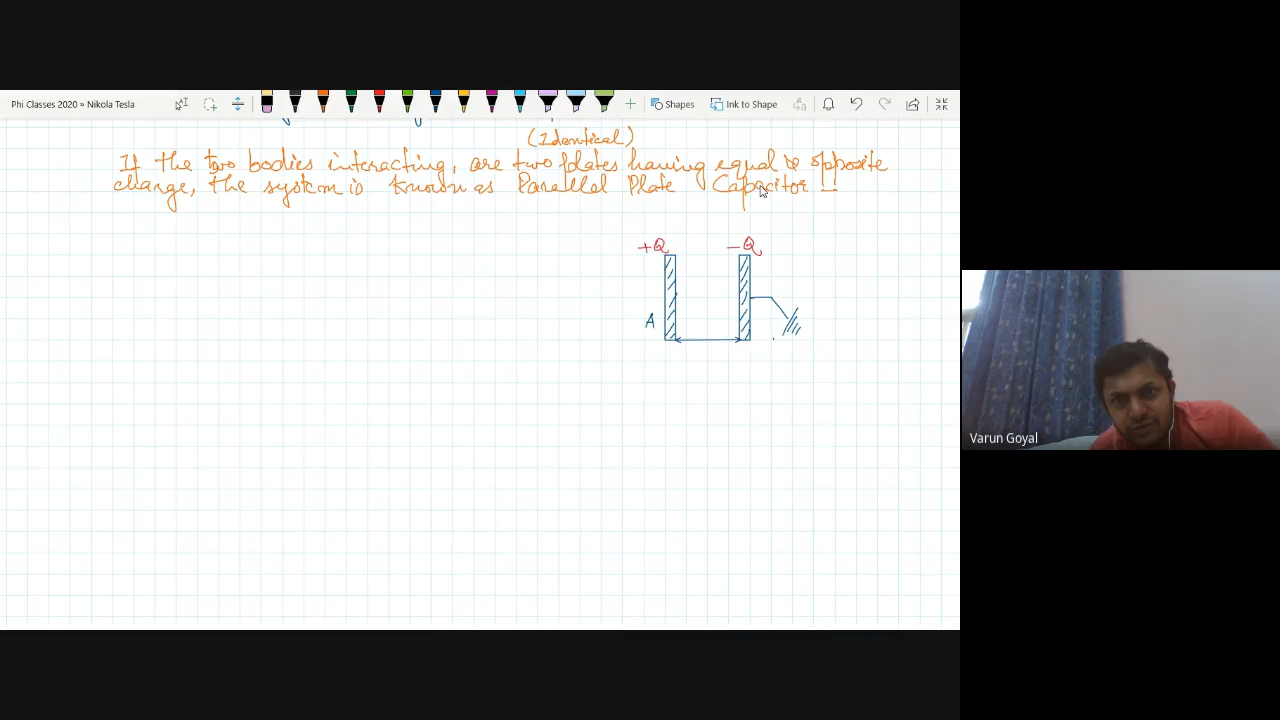 Phi Classes 2020 » Nikola Tesla
Shapes
Ink to Shape
(Identical)
If the two bodies interacting, are two plates having equal & opposite
charge, the system is known as Parallel Plate Capacitor !!
+Q
-Q
A
Varun Goyal